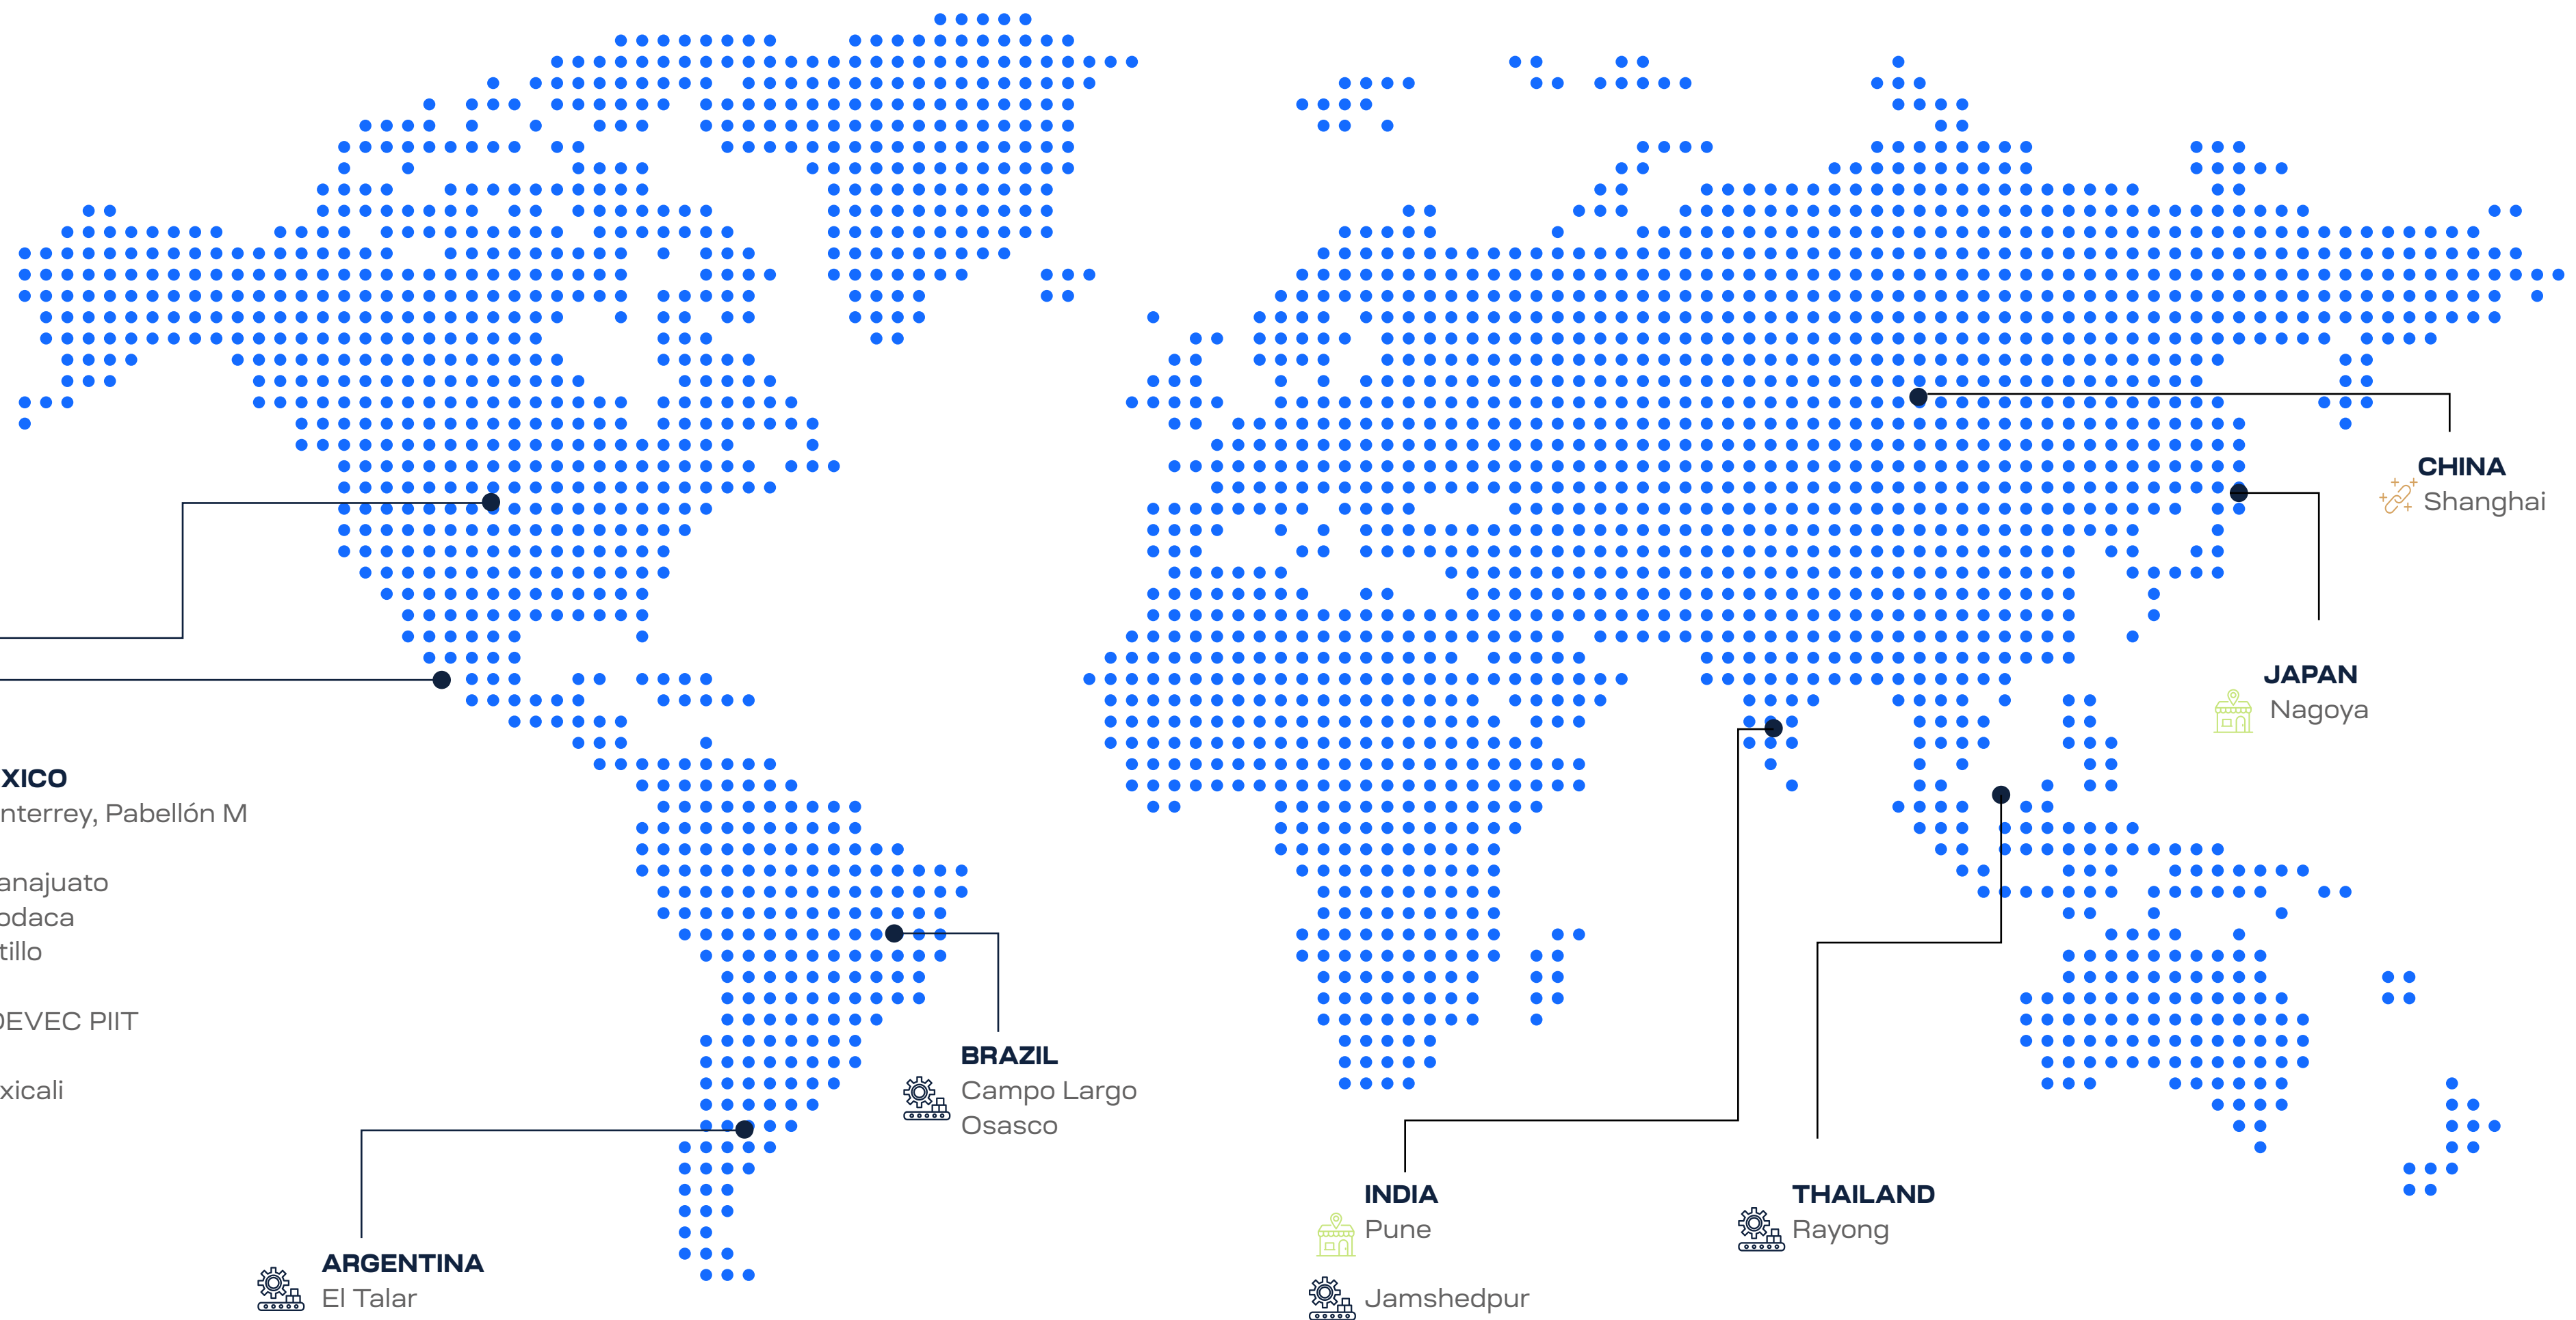 CHINA
Shanghai
JAPAN
Nagoya
XICO
nterrey, Pabellón M
anajuato
odaca
tillo
DEVEC PIIT
xicali
BRAZIL
Campo Largo
Osasco
ARGENTINA
El Talar
INDIA
Pune
Jamshedpur
THAILAND
Rayong